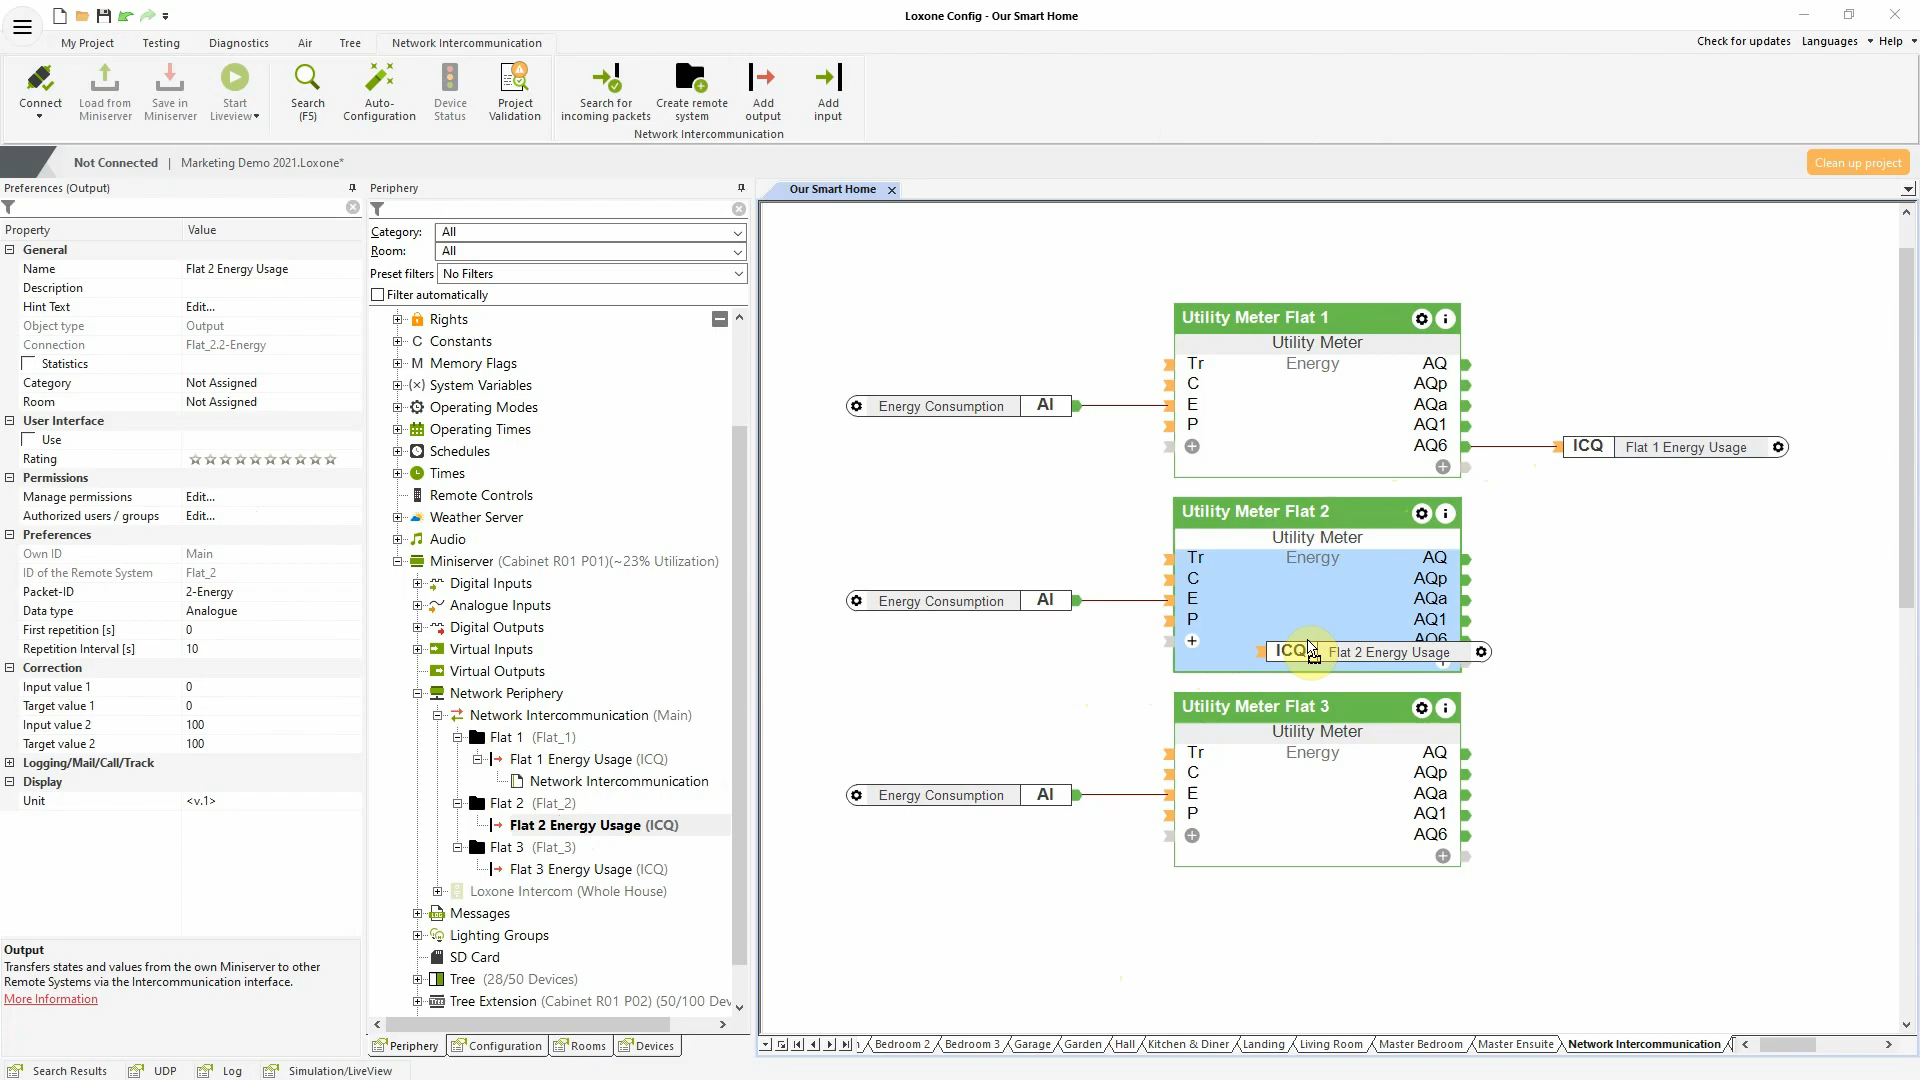 Loxone Config - Our Smart Home
My Project
Testing
Diagnostics
Air
Tree
Network Intercommunication
Check for updates
Languages
Help
Connect
Load from
Miniserver
Save in
Miniserver
Start
Liveview
Search
(F5)
Auto-
Configuration
Device
Status
Project
Validation
Search for
incoming packets
Create remote
system
Add
output
Add
input
Network Intercommunication
Not Connected | Marketing Demo 2021.Loxone*
Clean up project
Preferences (Output)
Property Value
General
Name Flat 2 Energy Usage
Description
Hint Text Edit...
Object type Output
Connection Flat_2.2-Energy
Statistics
Category Not Assigned
Room Not Assigned
User Interface
Use
Rating
Permissions
Manage permissions Edit...
Authorized users / groups Edit...
Preferences
Own ID Main
ID of the Remote System Flat_2
Packet-ID 2-Energy
Data type Analogue
First repetition [s] 0
Repetition Interval [s] 10
Correction
Input value 1 0
Target value 1 0
Input value 2 100
Target value 2 100
Logging/Mail/Call/Track
Display
Unit <v.1>
Output
Transfers states and values from the own Miniserver to other
Remote Systems via the Intercommunication interface.
More Information
Periphery
Category: All
Room: All
Preset filters No Filters
Filter automatically
Rights
C Constants
M Memory Flags
(×) System Variables
Operating Modes
Operating Times
Schedules
Times
Remote Controls
Weather Server
Audio
Miniserver (Cabinet R01 P01)(~23% Utilization)
Digital Inputs
Analogue Inputs
Digital Outputs
Virtual Inputs
Virtual Outputs
Network Periphery
Network Intercommunication (Main)
Flat 1 (Flat_1)
Flat 1 Energy Usage (ICQ)
Network Intercommunication
Flat 2 (Flat_2)
Flat 2 Energy Usage (ICQ)
Flat 3 (Flat_3)
Flat 3 Energy Usage (ICQ)
Loxone Intercom (Whole House)
Messages
Lighting Groups
SD Card
Tree (28/50 Devices)
Tree Extension (Cabinet R01 P02) (50/100 Dev
Periphery
Configuration
Rooms
Devices
Our Smart Home
Utility Meter Flat 1
Utility Meter
Tr Energy AQ
C AQp
E AQa
P AQ1
AQ6
Energy Consumption AI
ICQ Flat 1 Energy Usage
Utility Meter Flat 2
Utility Meter
Tr Energy AQ
C AQp
E AQa
P AQ1
AQ6
Energy Consumption AI
ICQ Flat 2 Energy Usage
Utility Meter Flat 3
Utility Meter
Tr Energy AQ
C AQp
E AQa
P AQ1
AQ6
Energy Consumption AI
Bedroom 2
Bedroom 3
Garage
Garden
Hall
Kitchen & Diner
Landing
Living Room
Master Bedroom
Master Ensuite
Network Intercommunication
Search Results
UDP
Log
Simulation/LiveView